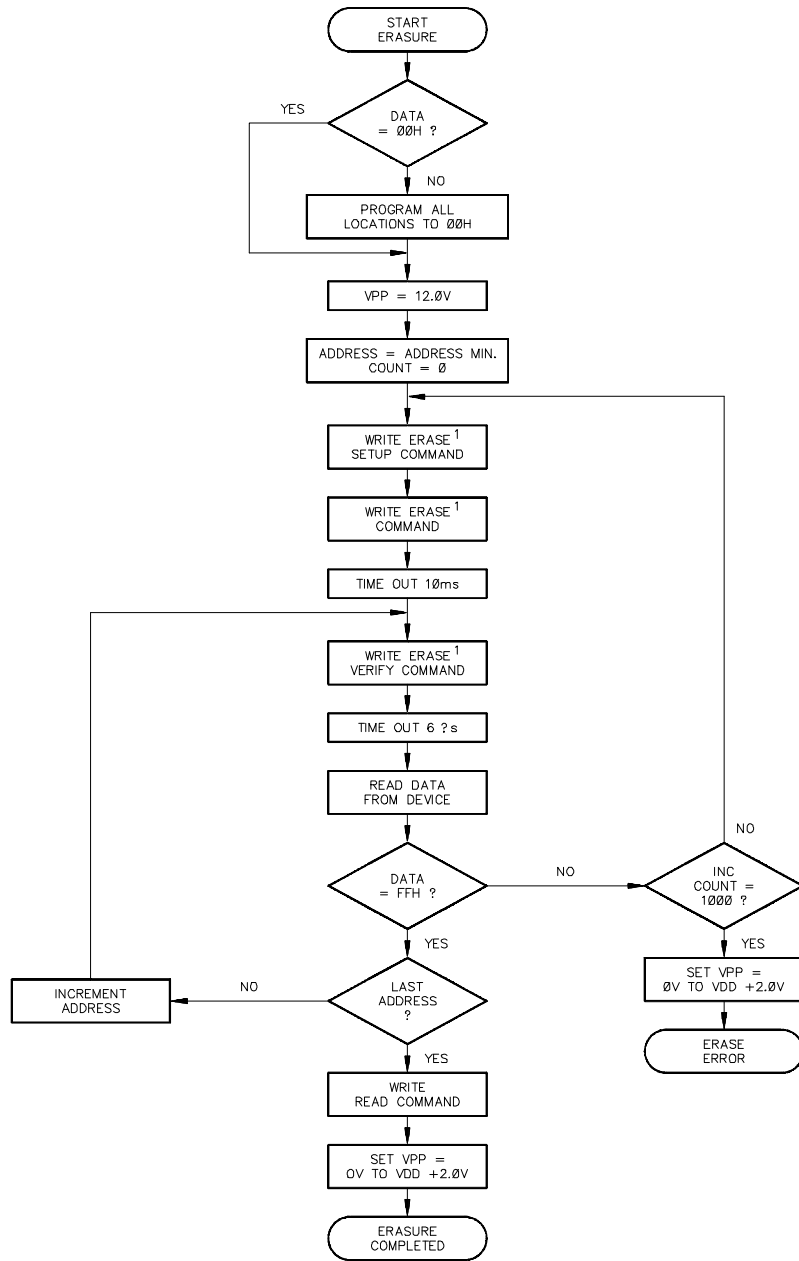 START
ERASURE
YES
DATA
= ØØH ?
NO
PROGRAM ALL
LOCATIONS TO ØØH
VPP = 12.ØV
ADDRESS = ADDRESS MIN.
COUNT = Ø
WRITE ERASE 1
SETUP COMMAND
WRITE ERASE 1
COMMAND
TIME OUT 1Øms
WRITE ERASE 1
VERIFY COMMAND
TIME OUT 6 ?s
READ DATA
FROM DEVICE
NO
DATA
= FFH ?
NO
INC
COUNT =
1ØØØ ?
YES
YES
INCREMENT
ADDRESS
NO
LAST
ADDRESS
?
SET VPP =
ØV TO VDD +2.ØV
ERASE
ERROR
YES
WRITE
READ COMMAND
SET VPP =
OV TO VDD +2.ØV
ERASURE
COMPLETED